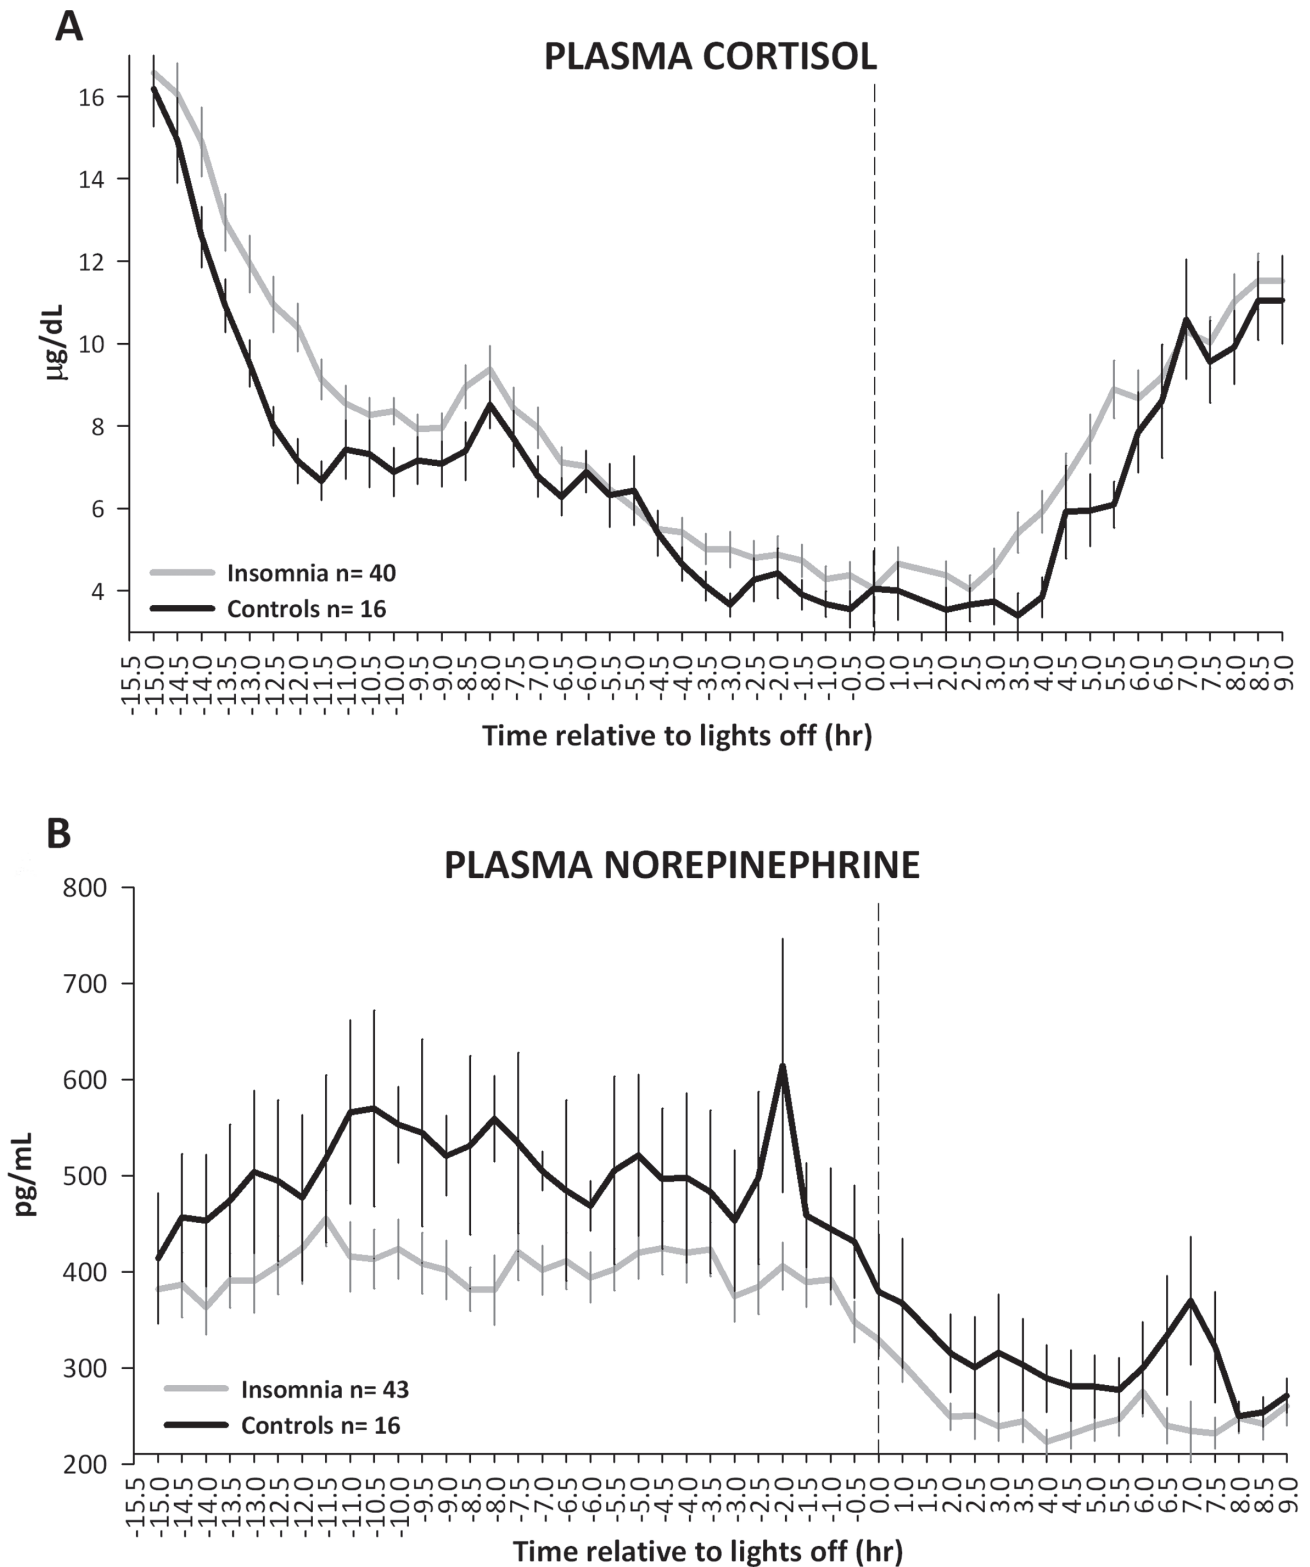 A
PLASMA CORTISOL
16
14
12
10
8
6
4
µg/dL
Insomnia n= 40
Controls n= 16
-15.5 -15.0 -14.5 -14.0 -13.5 -13.0 -12.5 -12.0 -11.5 -11.0 -10.5 -10.0 -9.5 -9.0 -8.5 -8.0 -7.5 -7.0 -6.5 -6.0 -5.5 -5.0 -4.5 -4.0 -3.5 -3.0 -2.5 -2.0 -1.5 -1.0 -0.5 0.0 1.0 1.5 2.0 2.5 3.0 3.5 4.0 4.5 5.0 5.5 6.0 6.5 7.0 7.5 8.0 8.5 9.0
Time relative to lights off (hr)
B
PLASMA NOREPINEPHRINE
800
700
600
500
400
300
200
pg/mL
Insomnia n= 43
Controls n= 16
-15.5 -15.0 -14.5 -14.0 -13.5 -13.0 -12.5 -12.0 -11.5 -11.0 -10.5 -10.0 -9.5 -9.0 -8.5 -8.0 -7.5 -7.0 -6.5 -6.0 -5.5 -5.0 -4.5 -4.0 -3.5 -3.0 -2.5 -2.0 -1.5 -1.0 -0.5 0.0 1.0 1.5 2.0 2.5 3.0 3.5 4.0 4.5 5.0 5.5 6.0 6.5 7.0 7.5 8.0 8.5 9.0
Time relative to lights off (hr)